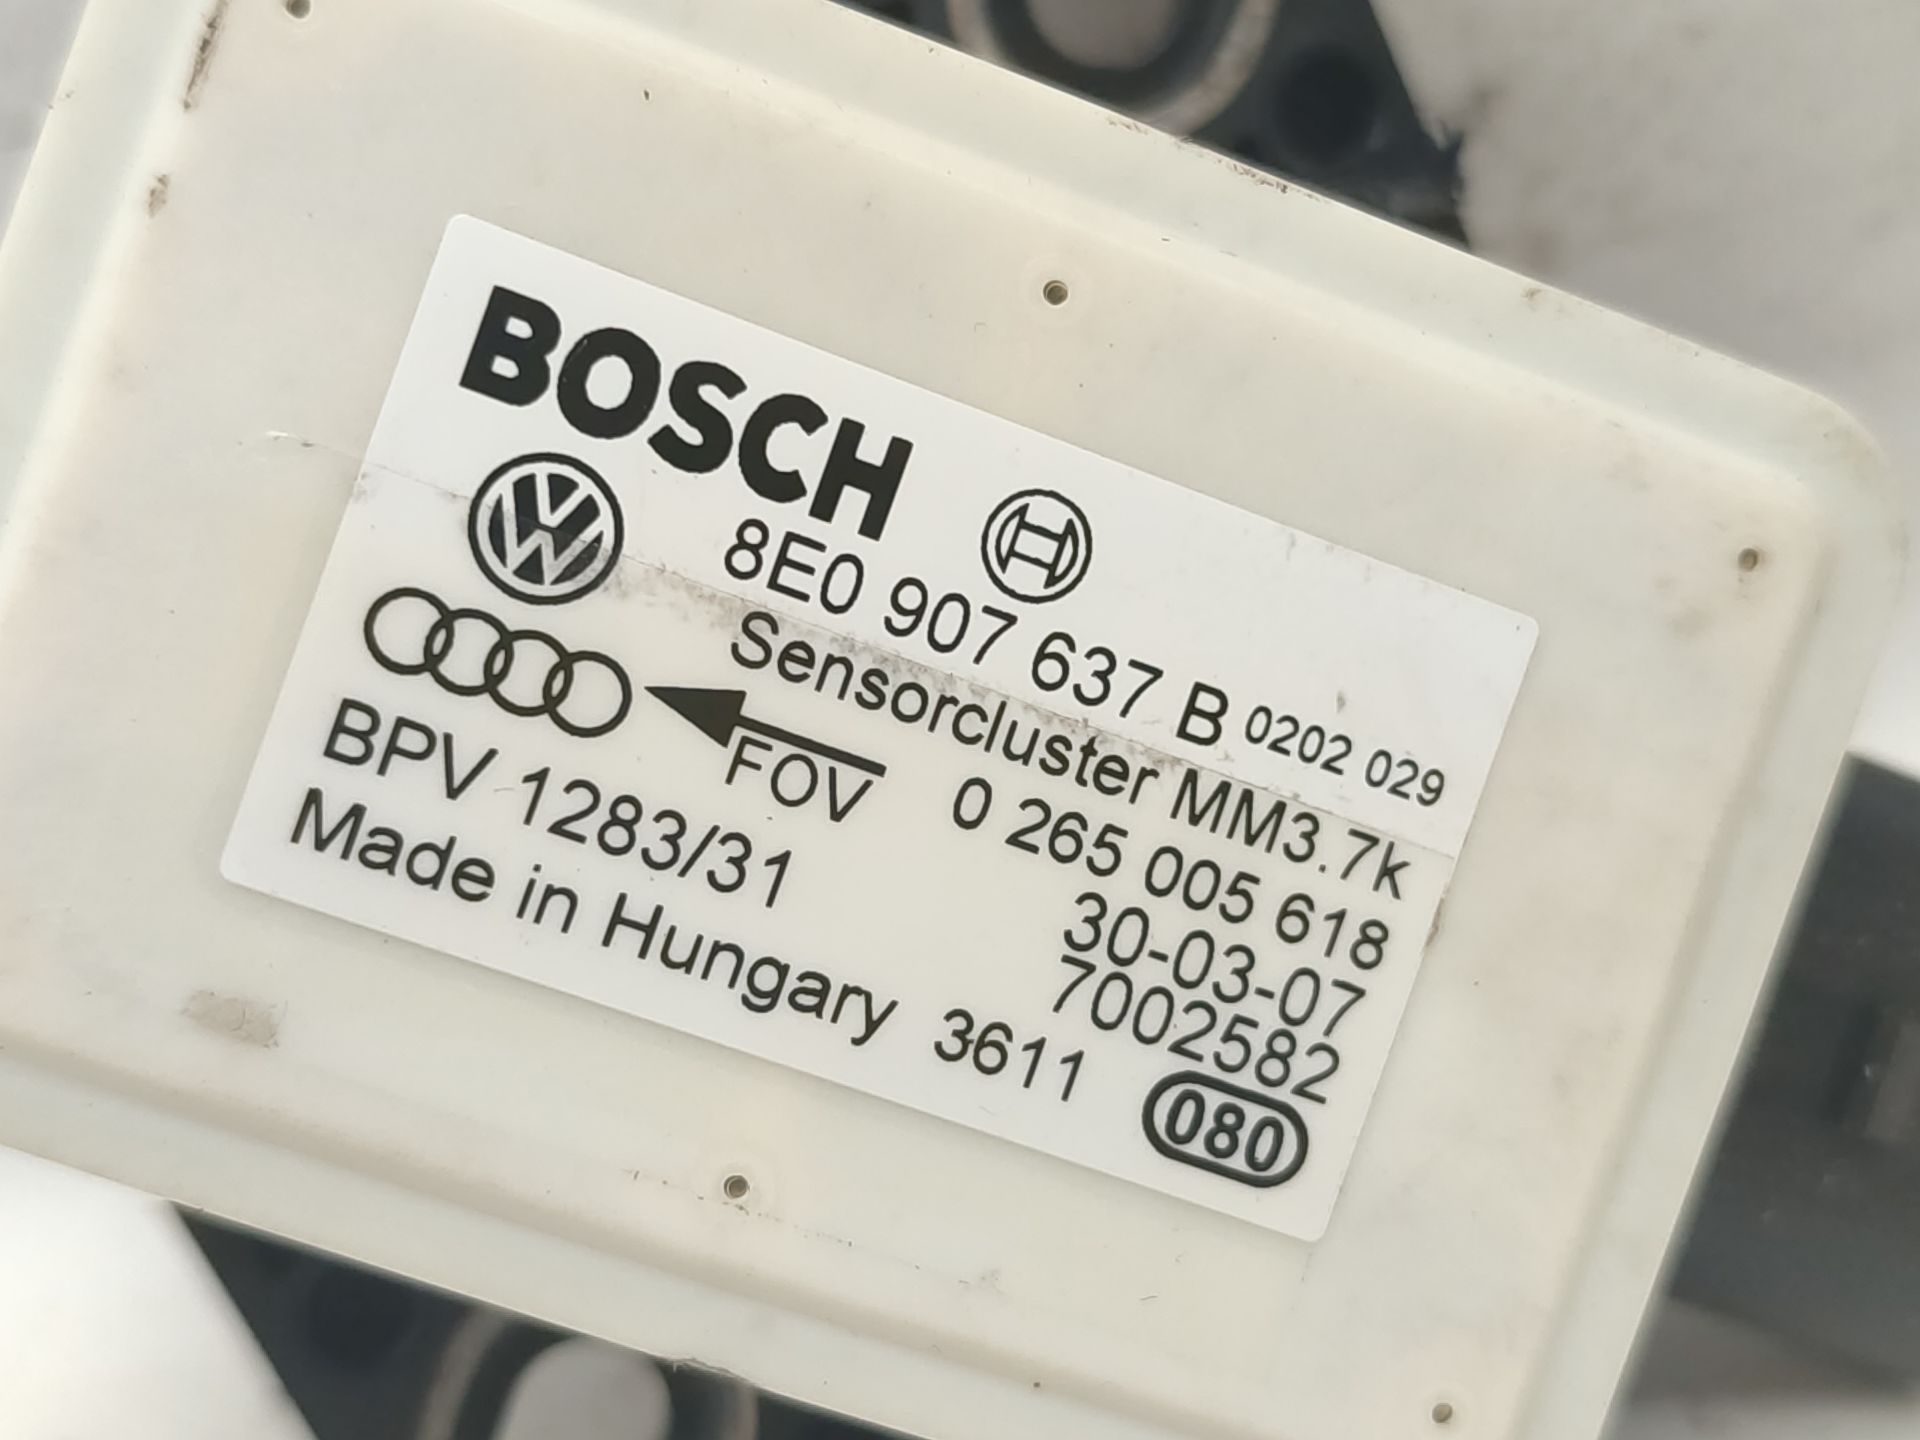 BOSCH
8E0 907 637 B 0202 029
Sensorcluster MM3.7k
FOV
0 265 005 618
BPV 1283/31
30-03-07
7002582
Made in Hungary 3611
080